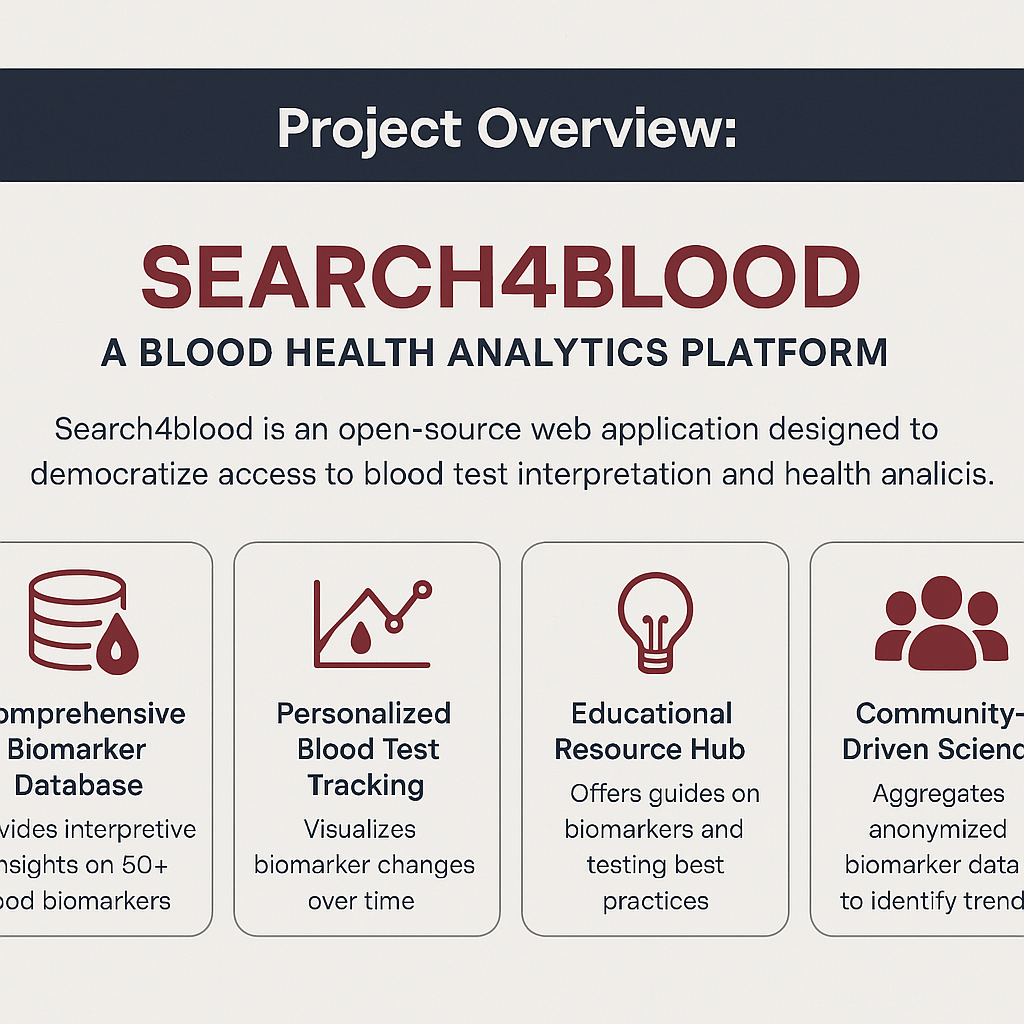 Project Overview:
SEARCH4BLOOD
A BLOOD HEALTH ANALYTICS PLATFORM
Search4blood is an open-source web application designed to
democratize access to blood test interpretation and health analicis.
omprehensive
Biomarker
Database
vides interpretive
nsights on 50+
ood biomarkers
Personalized
Blood Test
Tracking
Visualizes
biomarker changes
over time
Educational
Resource Hub
Offers guides on
biomarkers and
testing best
practices
Community-
Driven Scienc
Aggregates
anonymized
biomarker data
to identify trend